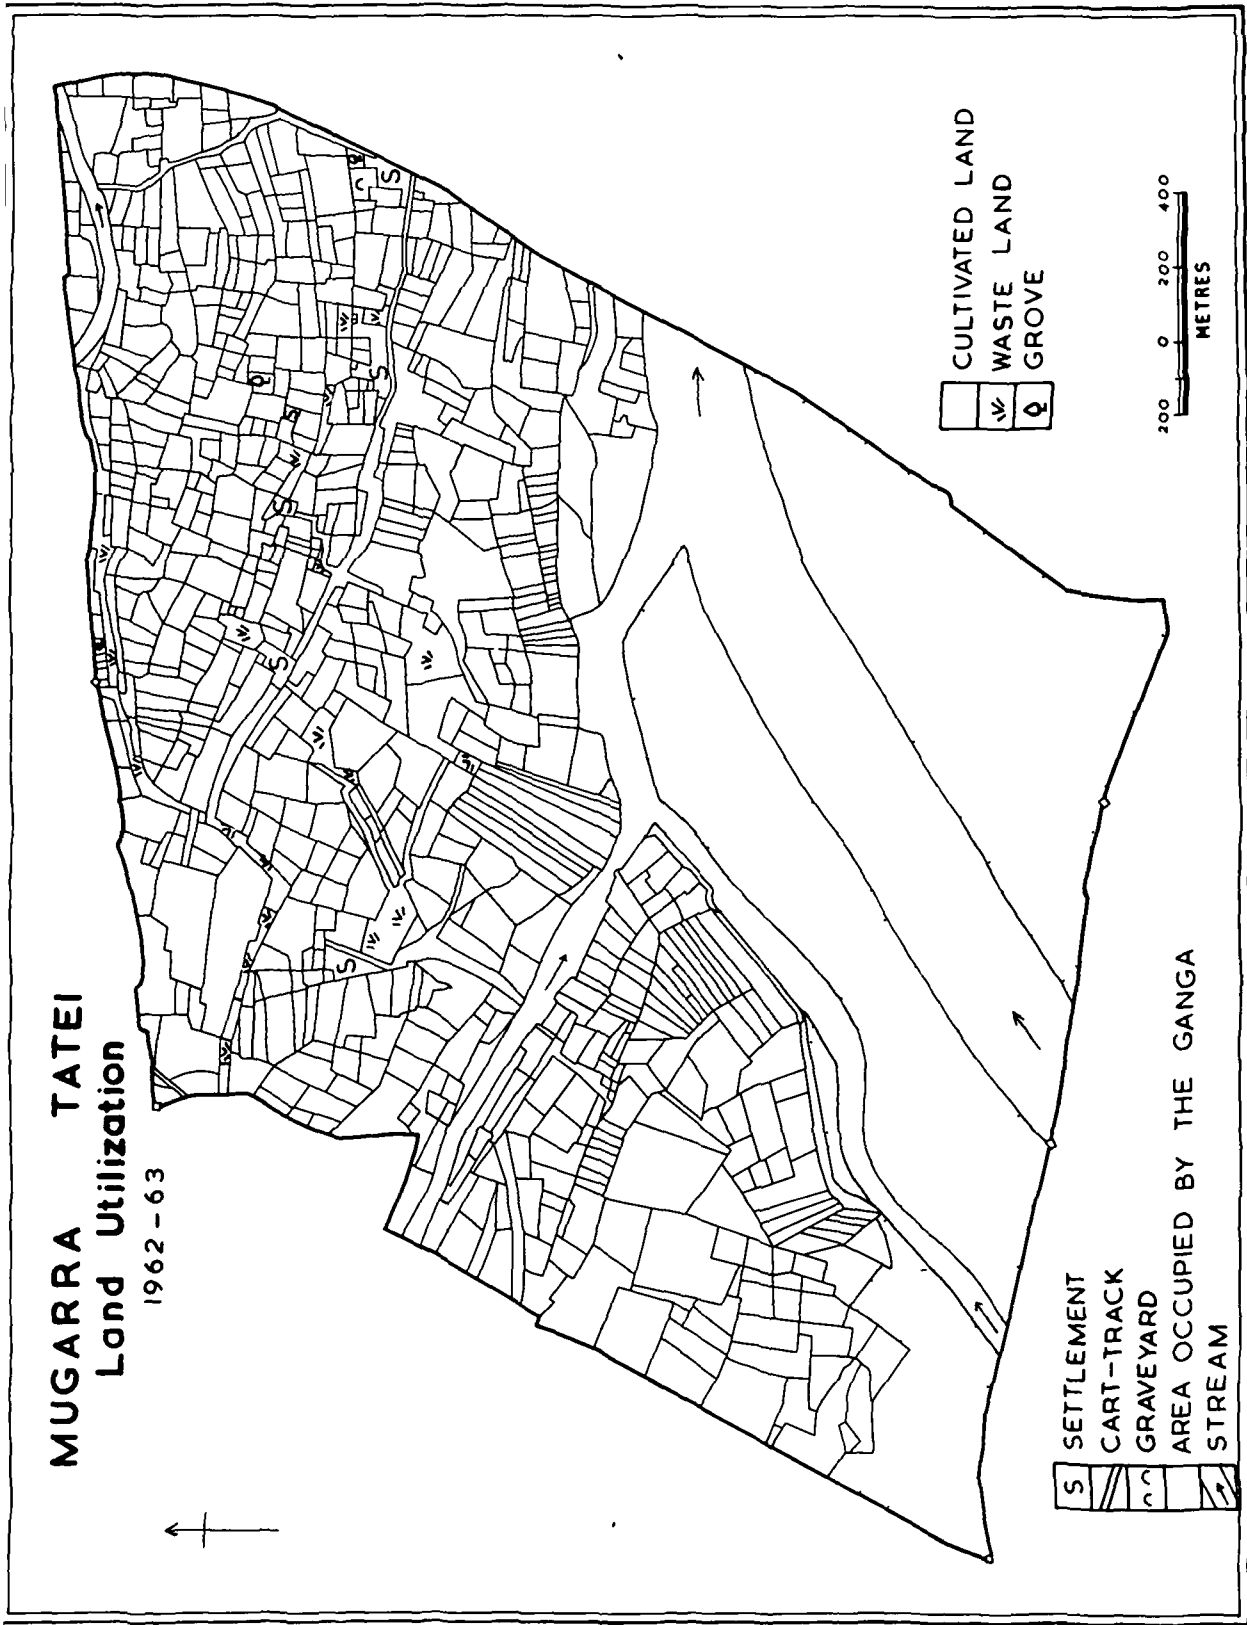 MUGARRA TATEI
Land Utilization
1962-63
S SETTLEMENT
CART-TRACK
GRAVEYARD
AREA OCCUPIED BY THE GANGA
STREAM
CULTIVATED LAND
WASTE LAND
GROVE
200 0 200 400
METRES
S
S
S
S
S
S